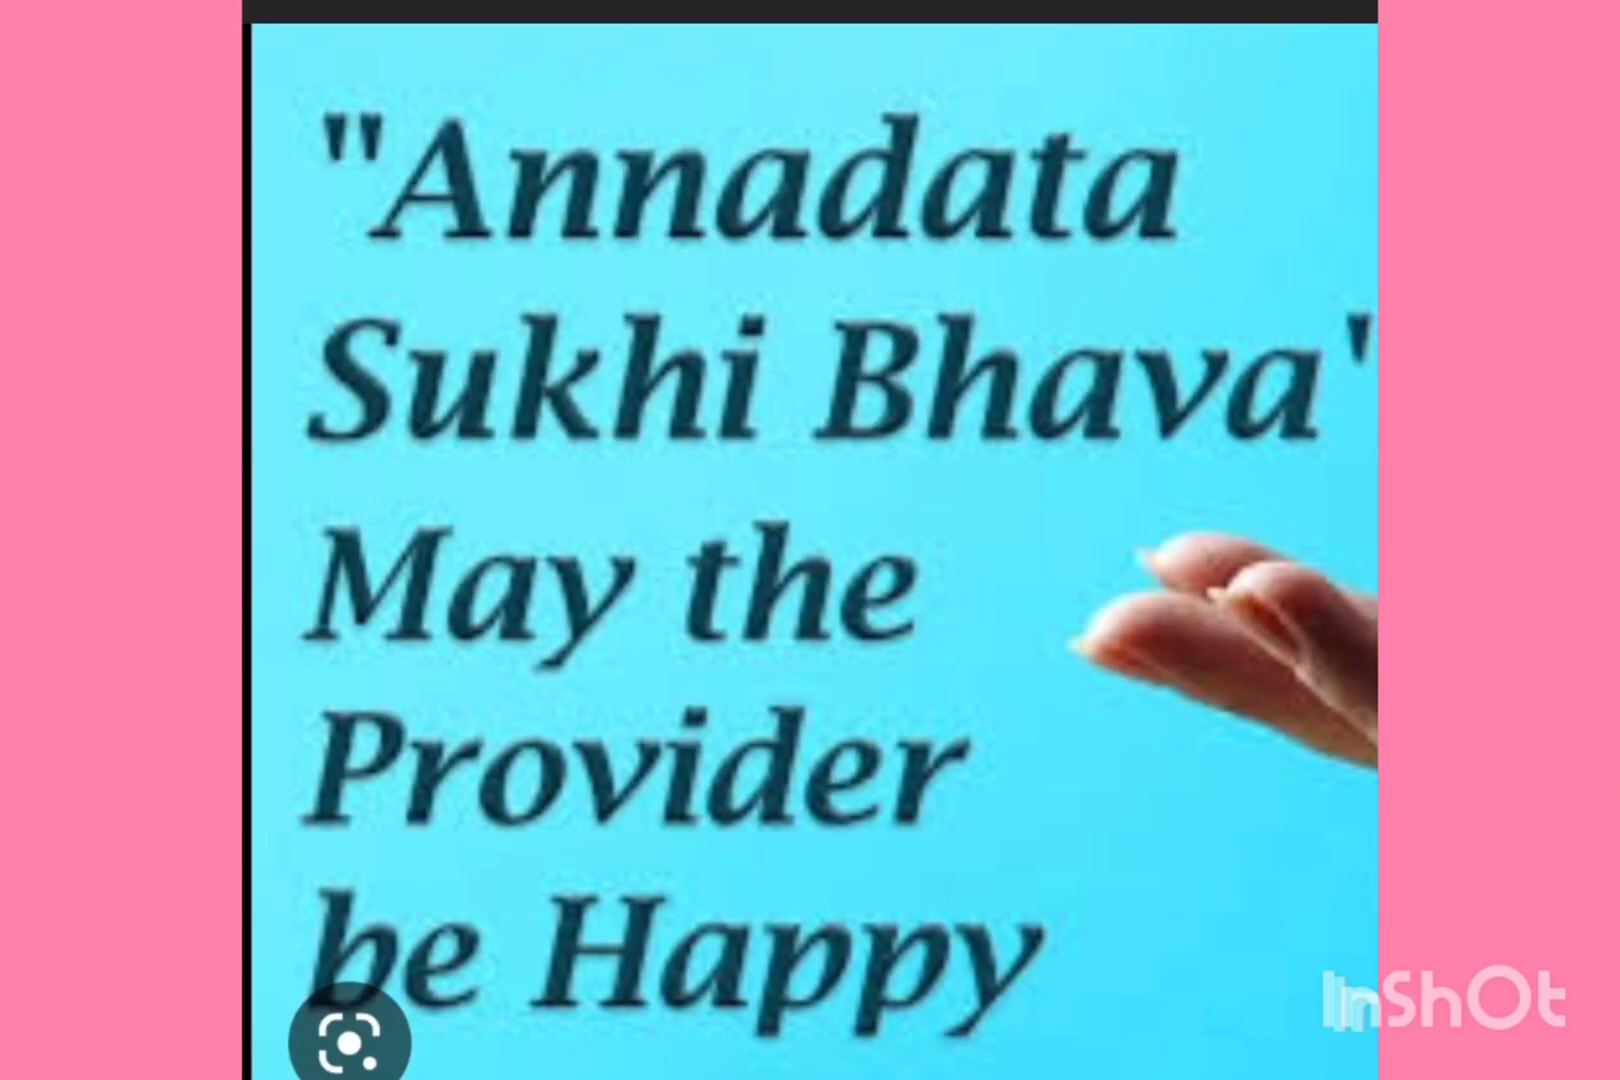 "Annadata
Sukhi Bhava'
May the
Provider
be Happy
InShOt